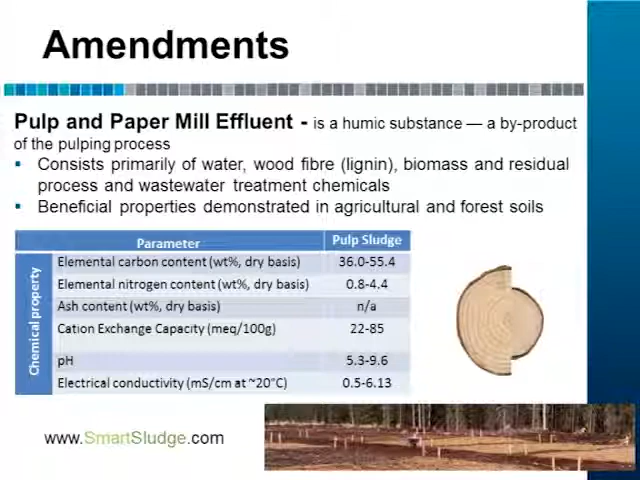 Amendments
Pulp and Paper Mill Effluent - is a humic substance — a by-product
of the pulping process
▪ Consists primarily of water, wood fibre (lignin), biomass and residual
process and wastewater treatment chemicals
▪ Beneficial properties demonstrated in agricultural and forest soils
Parameter Pulp Sludge
Chemical property
Elemental carbon content (wt%, dry basis) 36.0-55.4
Elemental nitrogen content (wt%, dry basis) 0.8-4.4
Ash content (wt%, dry basis) n/a
Cation Exchange Capacity (meq/100g) 22-85
pH 5.3-9.6
Electrical conductivity (mS/cm at ~20°C) 0.5-6.13
www.SmartSludge.com